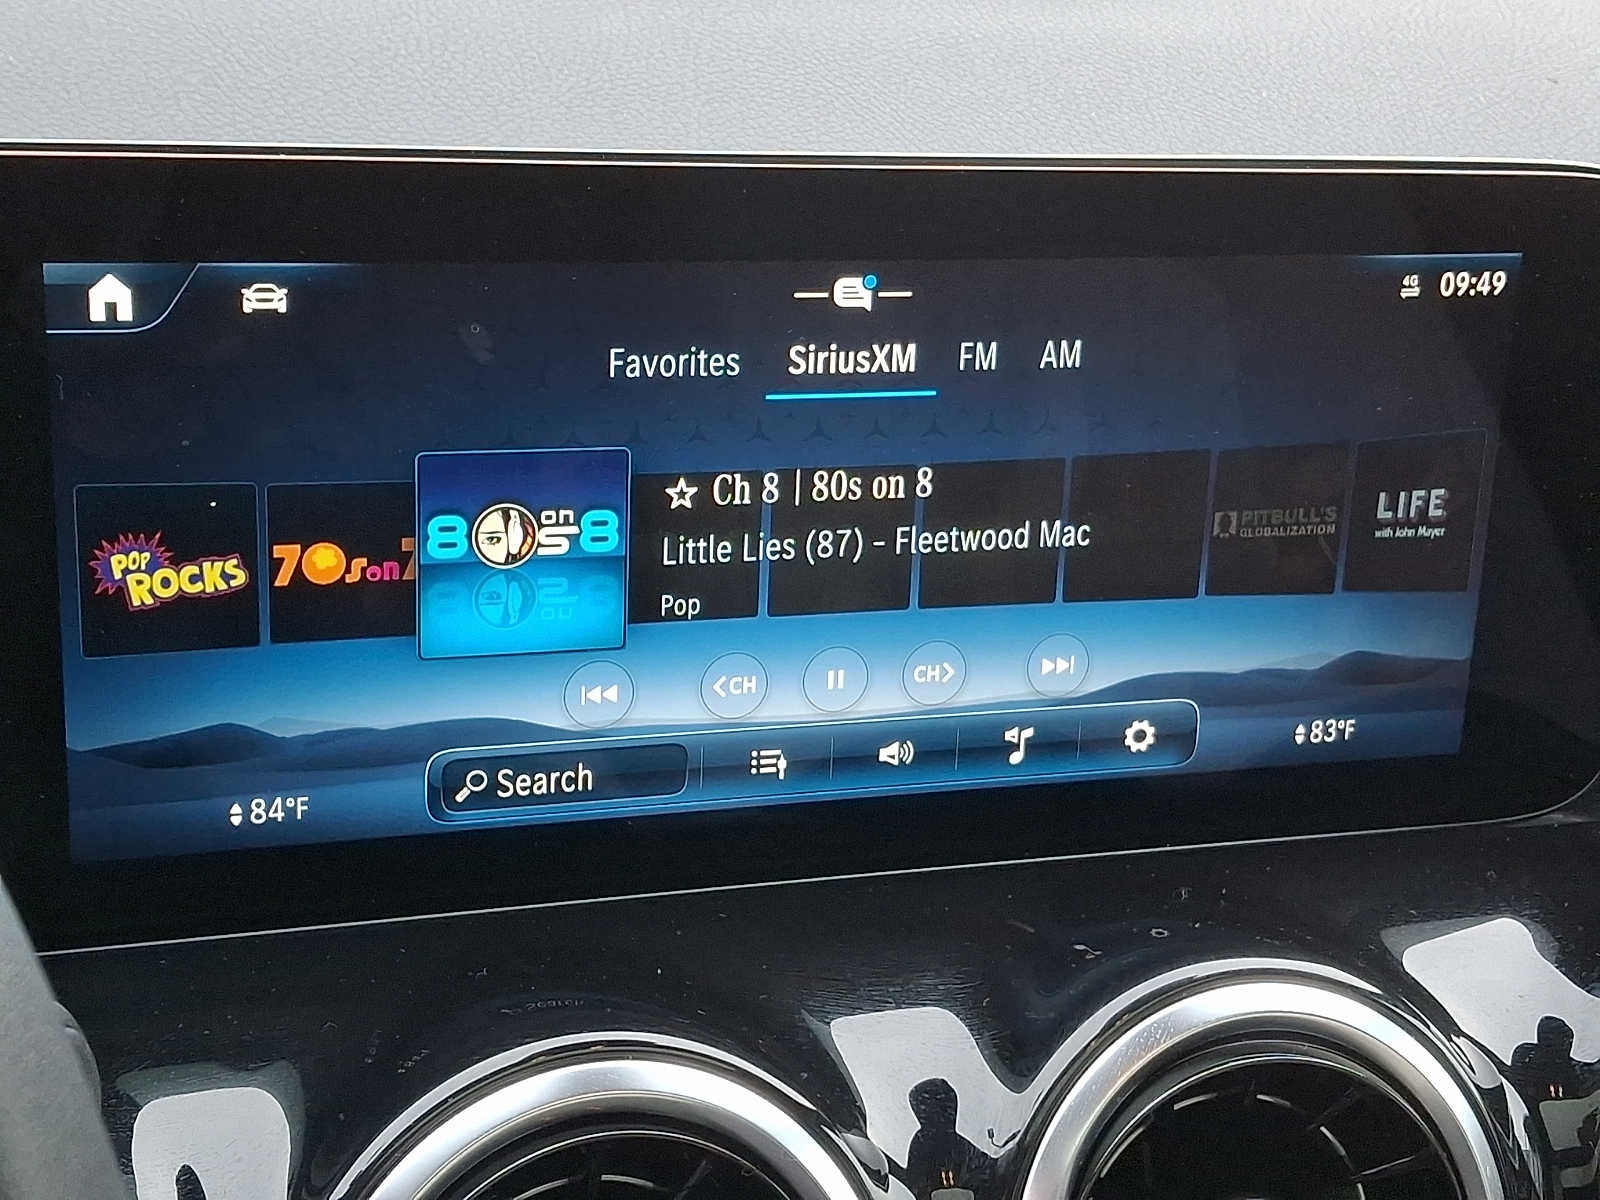 4G 09:49
Favorites SiriusXM FM AM
POP ROCKS
70s on 7
80s on 8
☆ Ch 8 | 80s on 8
Little Lies (87) - Fleetwood Mac
Pop
PITBULL'S GLOBALIZATION
LIFE
with John Mayer
<CH
CH>
Search
84°F
83°F